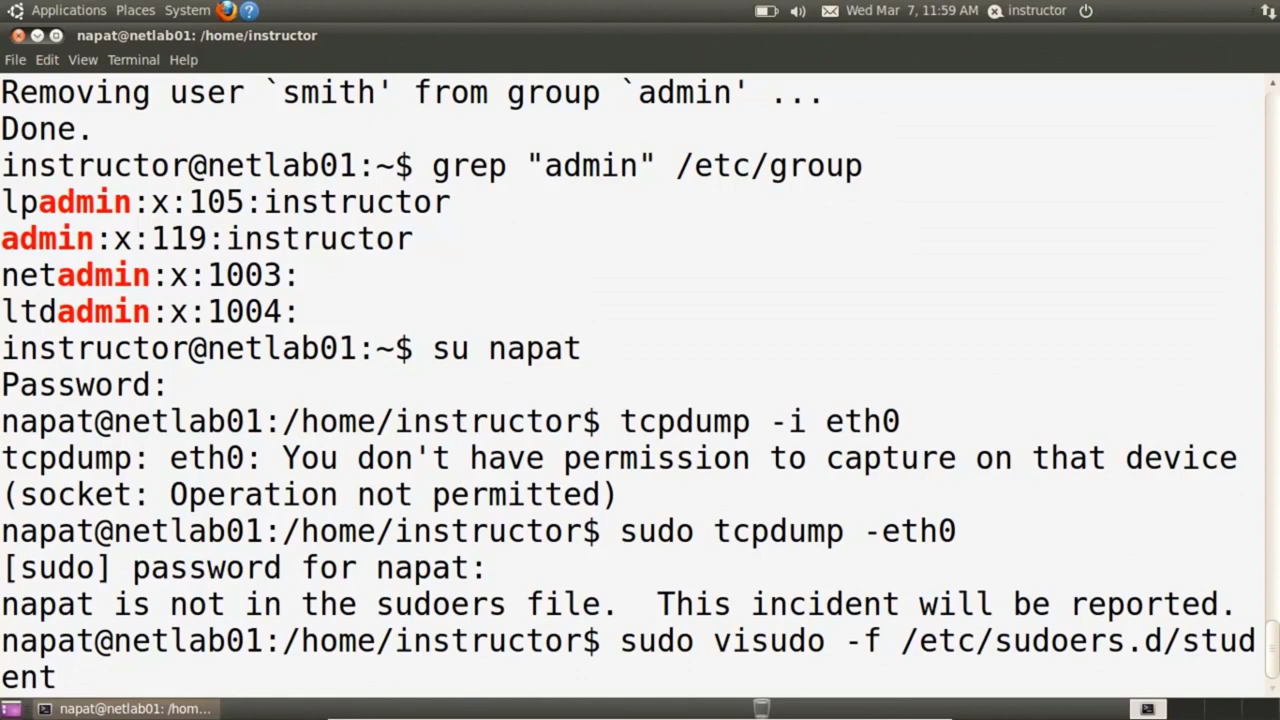 Applications Places System Wed Mar 7, 11:59 AM instructor
napat@netlab01: /home/instructor
File Edit View Terminal Help
Removing user `smith' from group `admin' ...
Done.
instructor@netlab01:~$ grep "admin" /etc/group
lpadmin:x:105:instructor
admin:x:119:instructor
netadmin:x:1003:
ltdadmin:x:1004:
instructor@netlab01:~$ su napat
Password:
napat@netlab01:/home/instructor$ tcpdump -i eth0
tcpdump: eth0: You don't have permission to capture on that device
(socket: Operation not permitted)
napat@netlab01:/home/instructor$ sudo tcpdump -eth0
[sudo] password for napat:
napat is not in the sudoers file.  This incident will be reported.
napat@netlab01:/home/instructor$ sudo visudo -f /etc/sudoers.d/stud
ent
napat@netlab01: /hom...